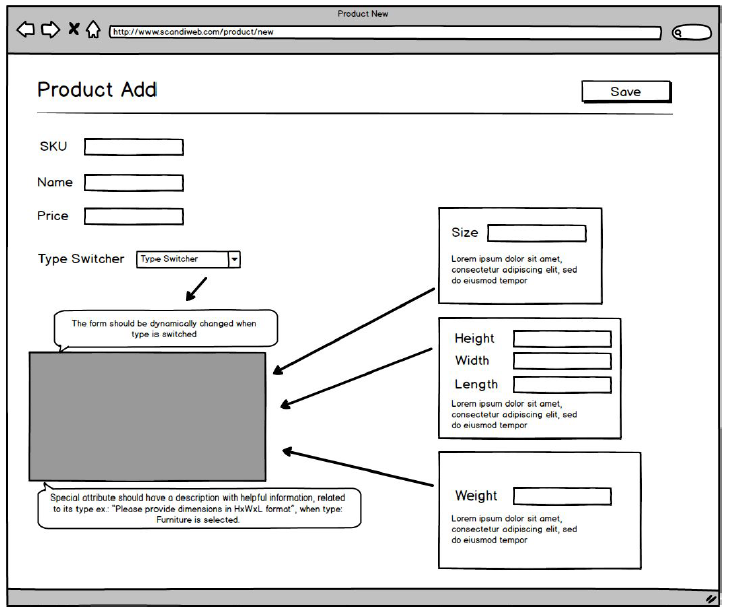 Product New
http://www.scandiweb.com/product/new
Product Add
Save
SKU
Name
Price
Type Switcher
Type Switcher
The form should be dynamically changed when
type is switched
Special attribute should have a description with helpful information, related
to its type ex.: "Please provide dimensions in HxWxL format", when type:
Furniture is selected.
Size
Lorem ipsum dolor sit amet,
consectetur adipiscing elit, sed
do eiusmod tempor
Height
Width
Length
Lorem ipsum dolor sit amet,
consectetur adipiscing elit, sed
do eiusmod tempor
Weight
Lorem ipsum dolor sit amet,
consectetur adipiscing elit, sed
do eiusmod tempor